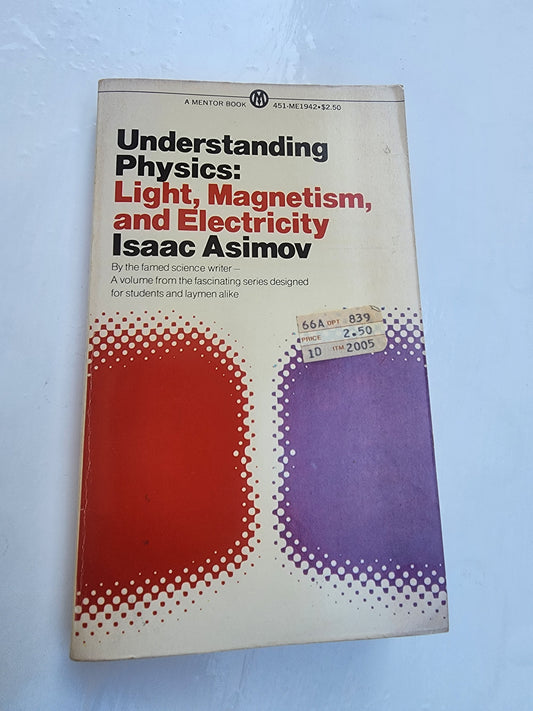 A MENTOR BOOK M 451-ME1942•$2.50
Understanding
Physics:
Light, Magnetism,
and Electricity
Isaac Asimov
By the famed science writer—
A volume from the fascinating series designed
for students and laymen alike
66A DPT 839
PRICE 2.50
10 ITM 2005